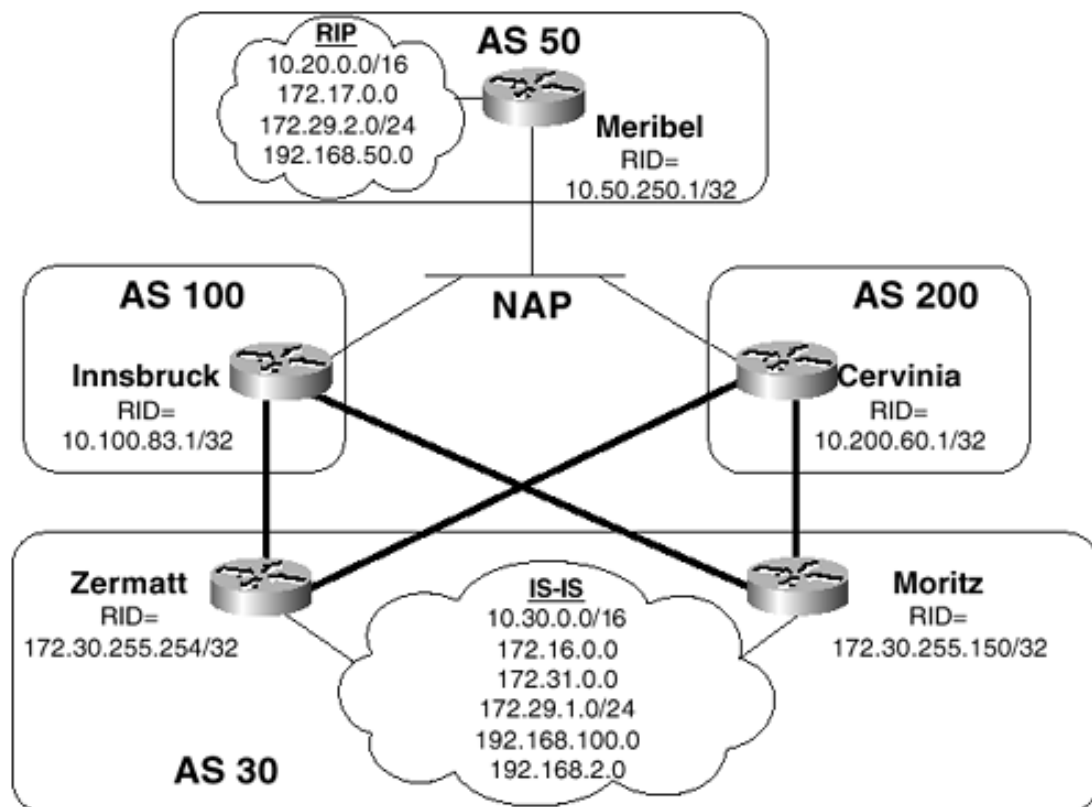 RIP
10.20.0.0/16
172.17.0.0
172.29.2.0/24
192.168.50.0
AS 50
Meribel
RID=
10.50.250.1/32
AS 100
Innsbruck
RID=
10.100.83.1/32
NAP
AS 200
Cervinia
RID=
10.200.60.1/32
Zermatt
RID=
172.30.255.254/32
IS-IS
10.30.0.0/16
172.16.0.0
172.31.0.0
172.29.1.0/24
192.168.100.0
192.168.2.0
Moritz
RID=
172.30.255.150/32
AS 30